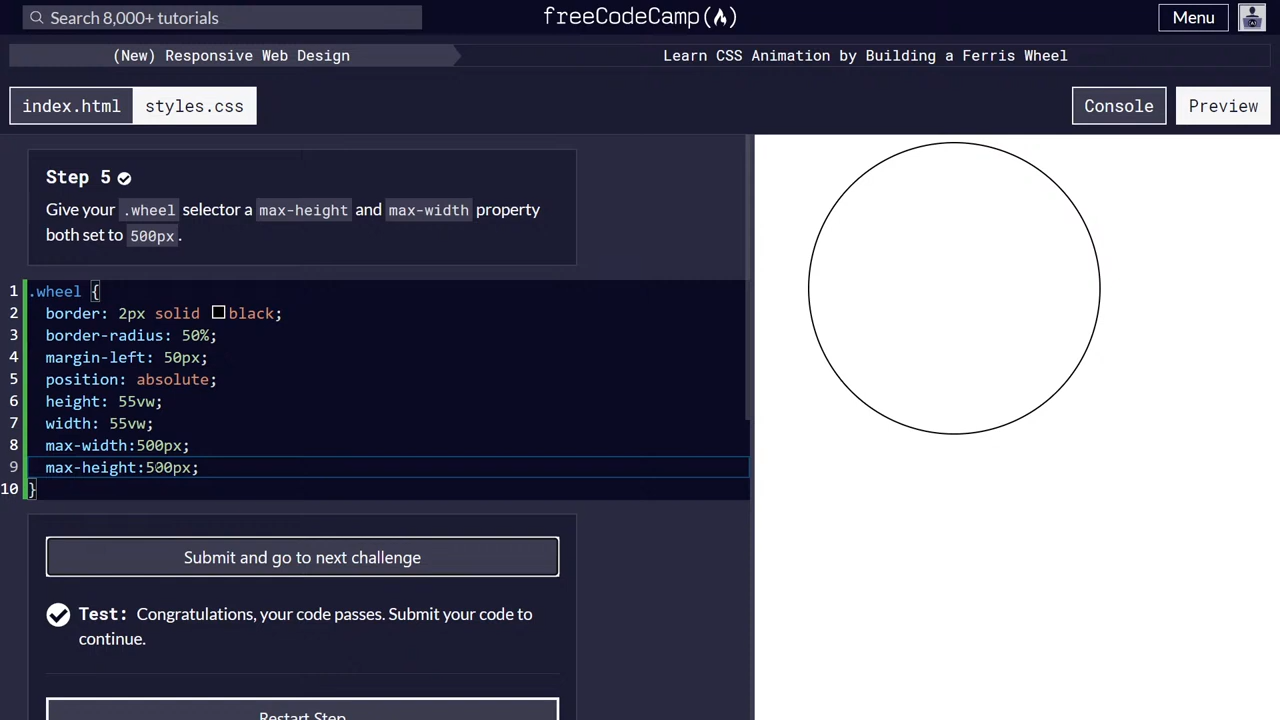 Search 8,000+ tutorials
freeCodeCamp
Menu
(New) Responsive Web Design
Learn CSS Animation by Building a Ferris Wheel
index.html
styles.css
Console
Preview
Step 5
Give your .wheel selector a max-height and max-width property
both set to 500px.
1 .wheel {
2 border: 2px solid black;
3 border-radius: 50%;
4 margin-left: 50px;
5 position: absolute;
6 height: 55vw;
7 width: 55vw;
8 max-width:500px;
9 max-height:500px;
10 }
Submit and go to next challenge
Test: Congratulations, your code passes. Submit your code to
continue.
Restart Step